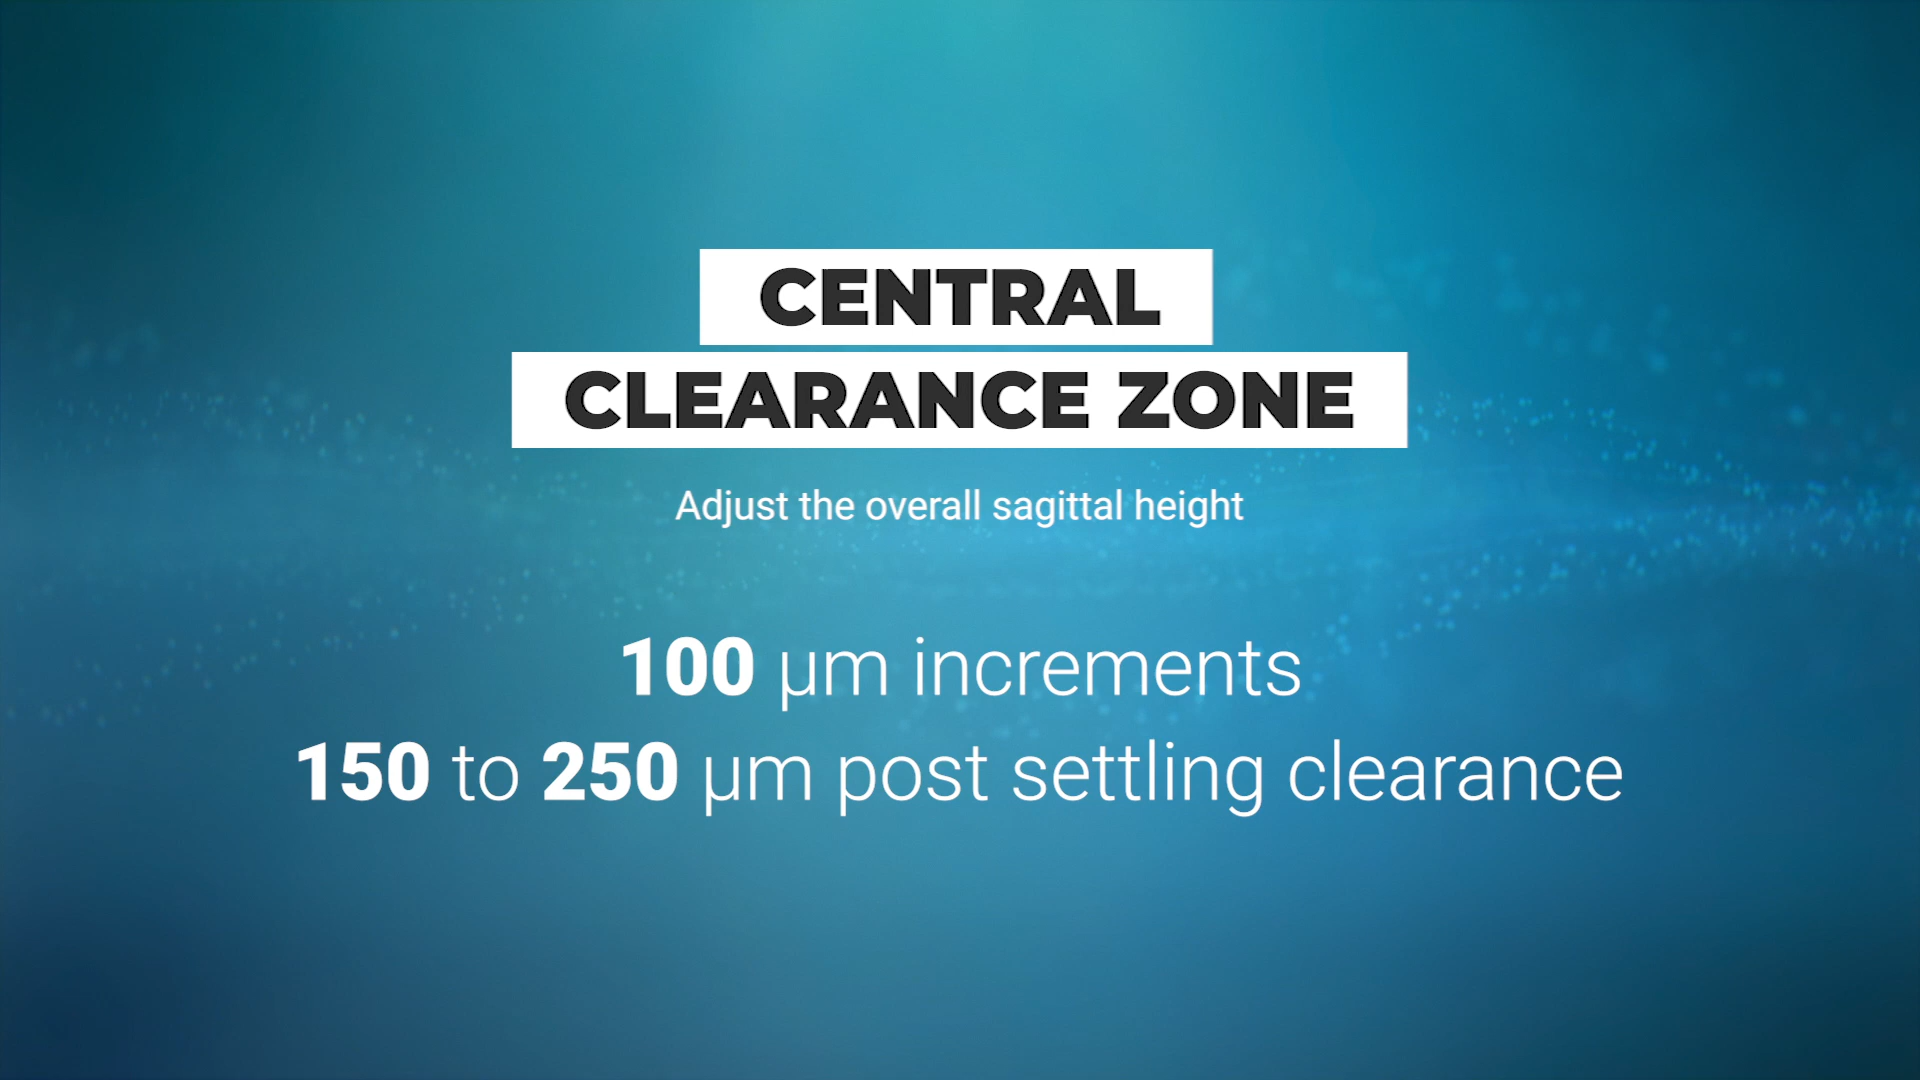 CENTRAL
CLEARANCE ZONE
Adjust the overall sagittal height
100 µm increments
150 to 250 µm post settling clearance